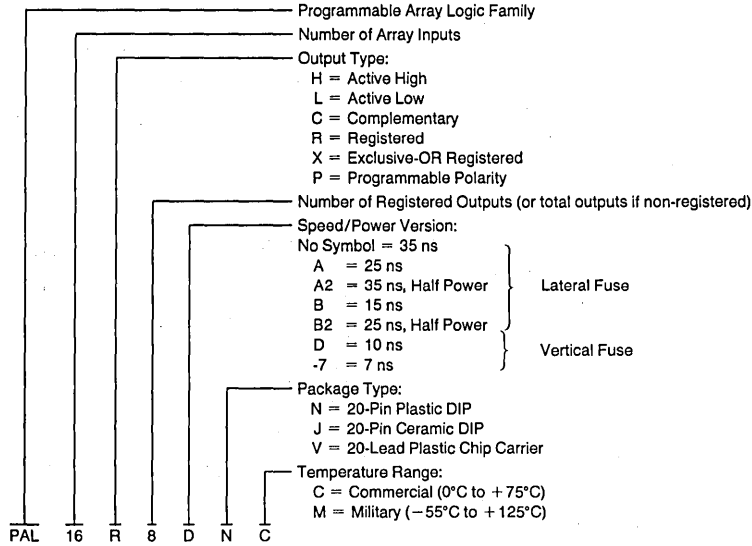 Programmable Array Logic Family
Number of Array Inputs
Output Type:
H = Active High
L = Active Low
C = Complementary
R = Registered
X = Exclusive-OR Registered
P = Programmable Polarity
Number of Registered Outputs (or total outputs if non-registered)
Speed/Power Version:
No Symbol = 35 ns
A = 25 ns
A2 = 35 ns, Half Power
B = 15 ns
B2 = 25 ns, Half Power
Lateral Fuse
D = 10 ns
-7 = 7 ns
Vertical Fuse
Package Type:
N = 20-Pin Plastic DIP
J = 20-Pin Ceramic DIP
V = 20-Lead Plastic Chip Carrier
Temperature Range:
C = Commercial (0°C to +75°C)
M = Military (−55°C to +125°C)
PAL 16 R 8 D N C